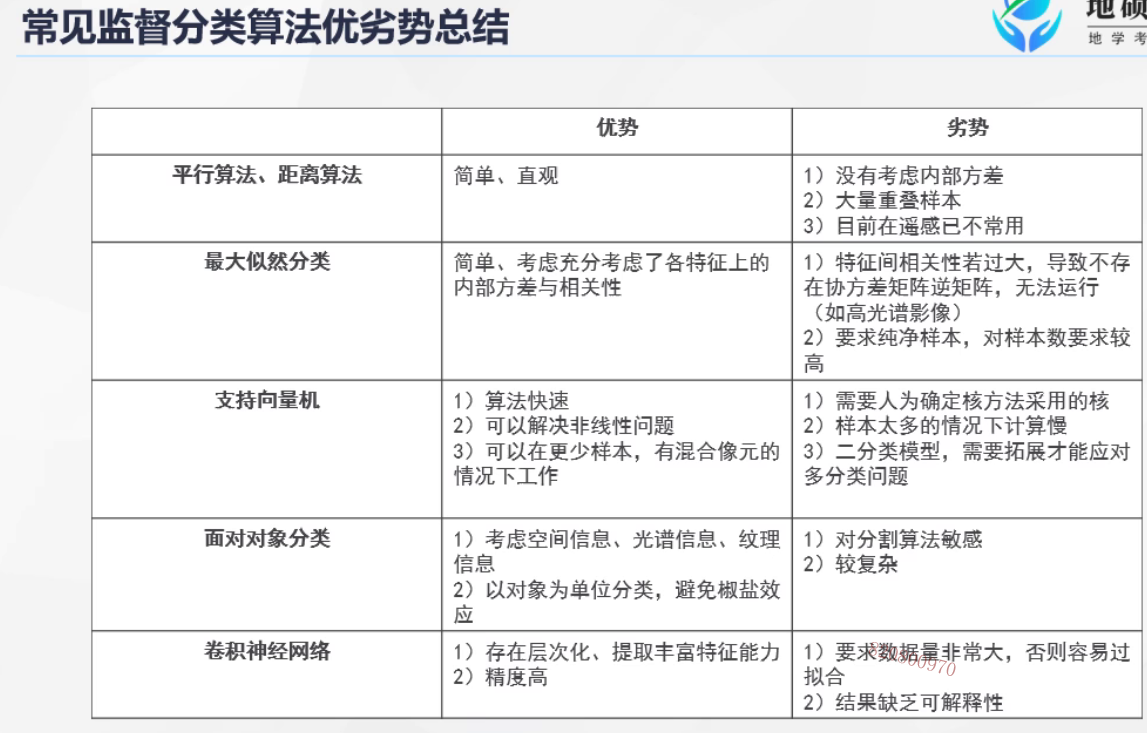 常见监督分类算法优劣势总结
地硕
地学考
优势
劣势
平行算法、距离算法
简单、直观
1）没有考虑内部方差
2）大量重叠样本
3）目前在遥感已不常用
最大似然分类
简单、考虑充分考虑了各特征上的
内部方差与相关性
1）特征间相关性若过大，导致不存
在协方差矩阵逆矩阵，无法运行
（如高光谱影像）
2）要求纯净样本，对样本数要求较
高
支持向量机
1）算法快速
2）可以解决非线性问题
3）可以在更少样本，有混合像元的
情况下工作
1）需要人为确定核方法采用的核
2）样本太多的情况下计算慢
3）二分类模型，需要拓展才能应对
多分类问题
面对对象分类
1）考虑空间信息、光谱信息、纹理
信息
2）以对象为单位分类，避免椒盐效
应
1）对分割算法敏感
2）较复杂
卷积神经网络
1）存在层次化、提取丰富特征能力
2）精度高
1）要求数据量非常大，否则容易过
拟合
2）结果缺乏可解释性